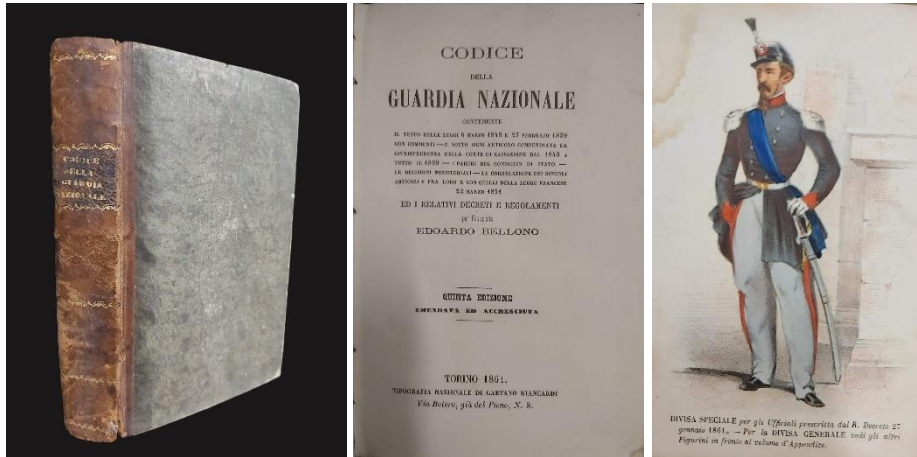 CODICE
DELLA
GUARDIA
NAZIONALE
CODICE
DELLA
GUARDIA NAZIONALE
CONTENENTE
IL TESTO DELLE LEGGI 4 MARZO 1848 E 27 FEBBRAIO 1859
CON COMMENTI — E SOTTO OGNI ARTICOLO COMPENDIATA LA
GIURISPRUDENZA DELLA CORTE DI CASSAZIONE DAL 1848 A
TUTTO IL — I PARERI DEL CONSIGLIO DI STATO —
LE DECISIONI MINISTERIALI — LA CORRELAZIONE DEI SINGOLI
ARTICOLI E FRA LORO E CON QUELLI DELLA LEGGE FRANCESE
22 MARZO 1831
ED I RELATIVI DECRETI E REGOLAMENTI
per l'Avvocato
EDOARDO BELLONO
QUINTA EDIZIONE
EMENDATA ED ACCRESCIUTA
TORINO 1861.
TIPOGRAFIA NAZIONALE DI GAETANO BIANCARDI
Via Botero, già del Piano, N. 8.
DIVISA SPECIALE per gli Ufficiali prescritta dal R. Decreto 27
gennaio 1861. — Per la DIVISA GENERALE vedi gli altri
Figurini in fronte al volume d'Appendice.